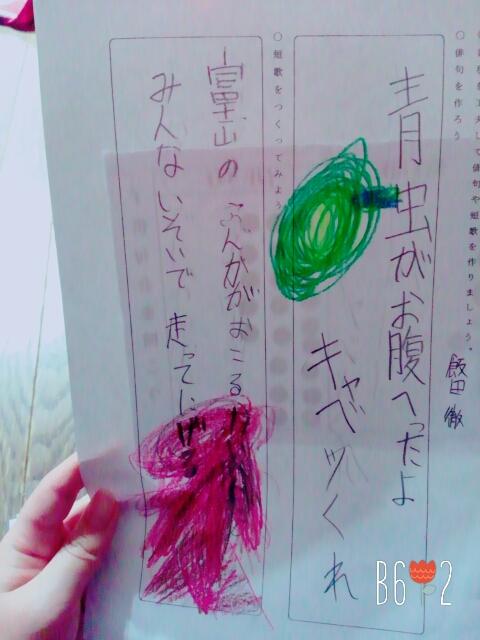 して俳句や短歌を作りましょう。
〇俳句を作ろう
飯田 徹
青虫がお腹へったよ
キャベツくれ
〇短歌をつくってみよう
富士山の ふんかがおこる
みんないそいで 走ってにげ
B6 2